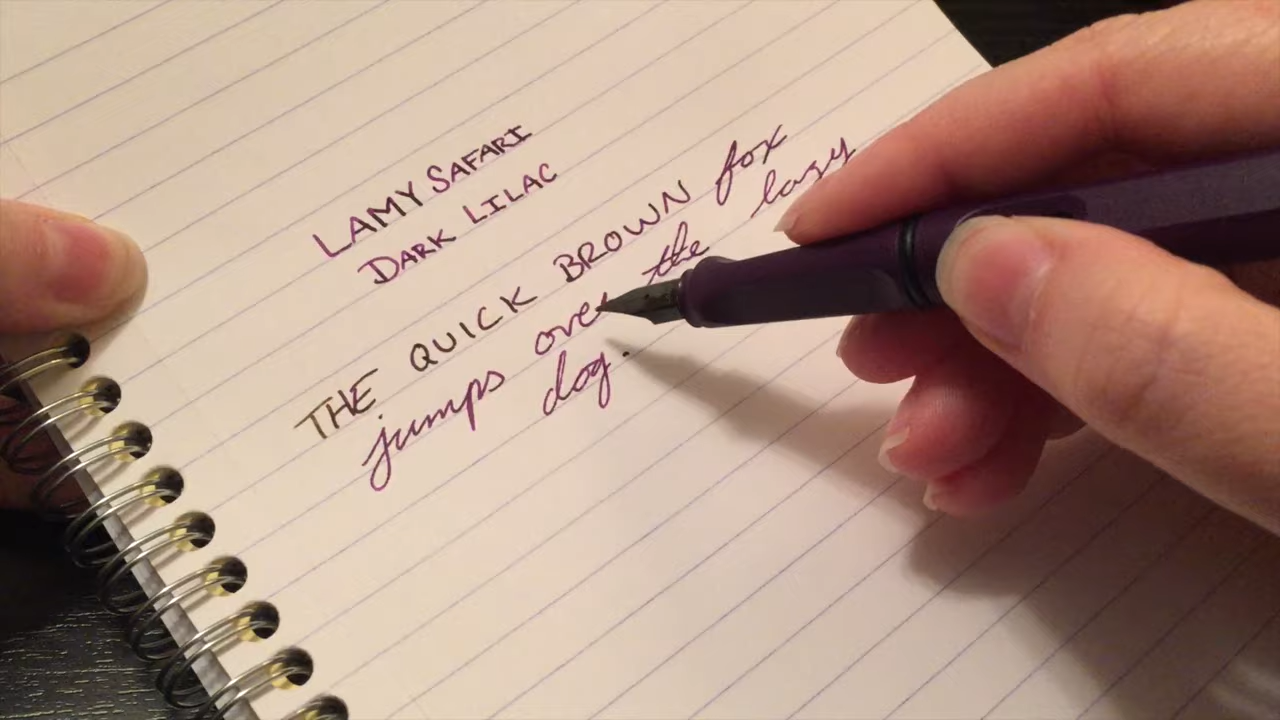 LAMY SAFARI
DARK LILAC
THE QUICK BROWN fox
jumps over the lazy
dog.